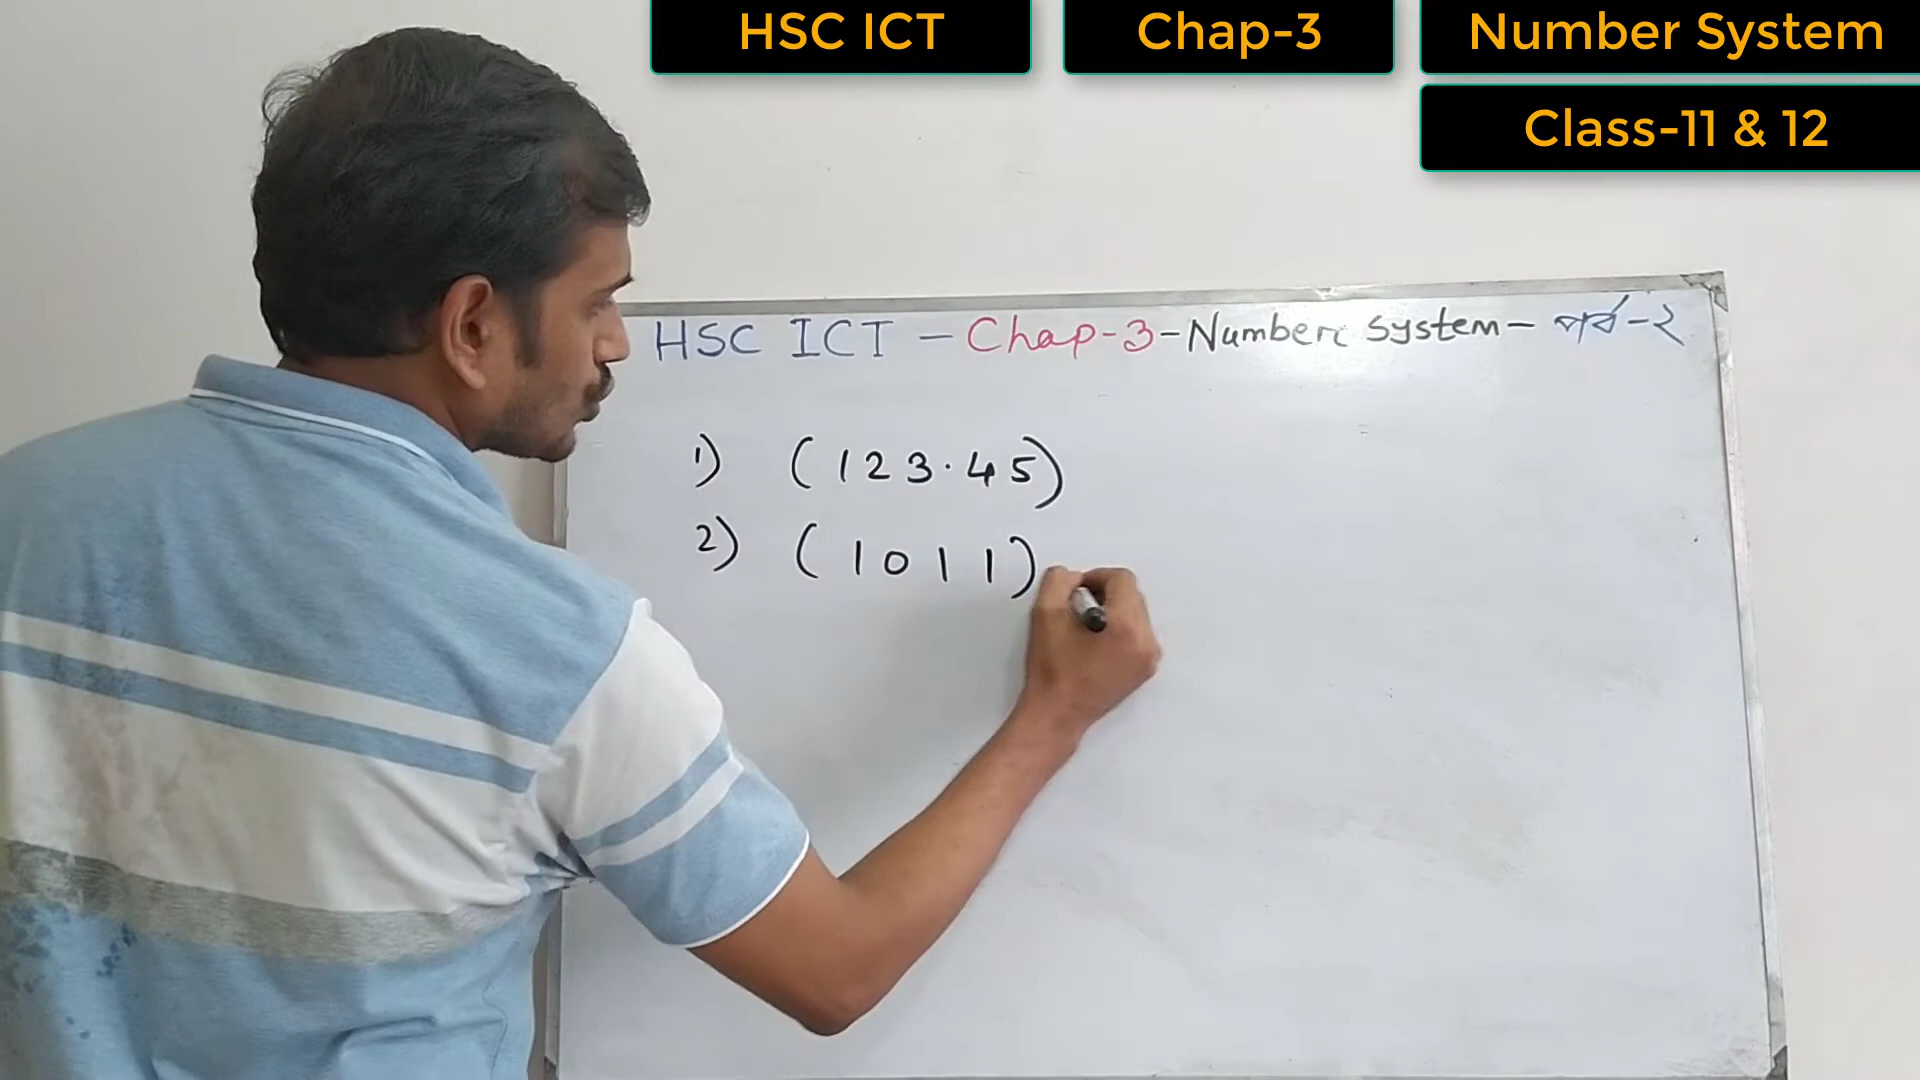 HSC ICT
Chap-3
Number System
Class-11 & 12
HSC ICT - Chap-3-Number System- পর্ব-২
1) (123.45)
2) (1011)